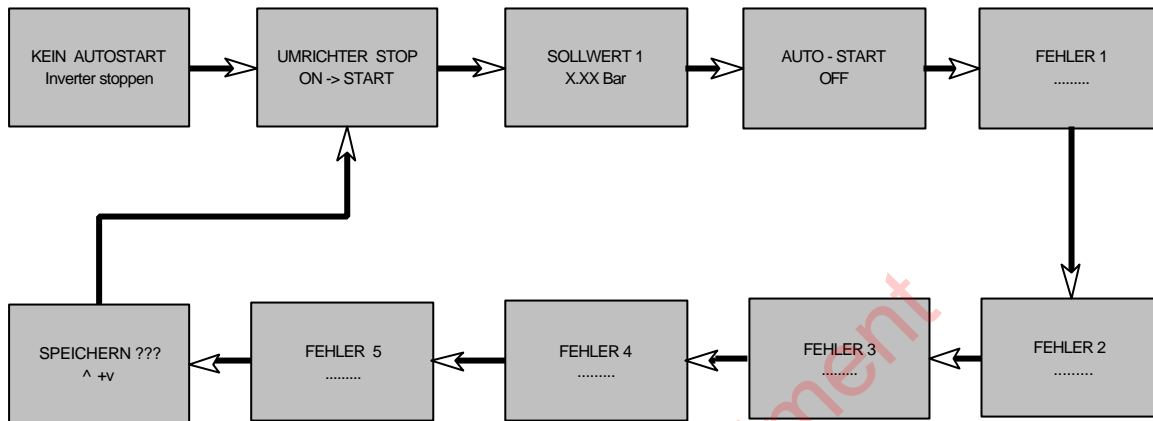 KEIN AUTOSTART
Inverter stoppen
UMRICHTER STOP
ON -> START
SOLLWERT 1
X.XX Bar
AUTO - START
OFF
FEHLER 1
.........
SPEICHERN ???
^ +v
FEHLER 5
.........
FEHLER 4
.........
FEHLER 3
.........
FEHLER 2
.........